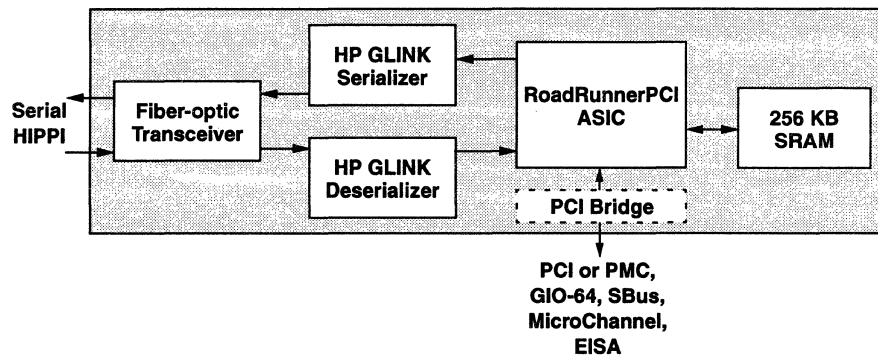 Serial
HIPPI
Fiber-optic
Transceiver
HP GLINK
Serializer
HP GLINK
Deserializer
RoadRunnerPCI
ASIC
256 KB
SRAM
PCI Bridge
PCI or PMC,
GIO-64, SBus,
MicroChannel,
EISA